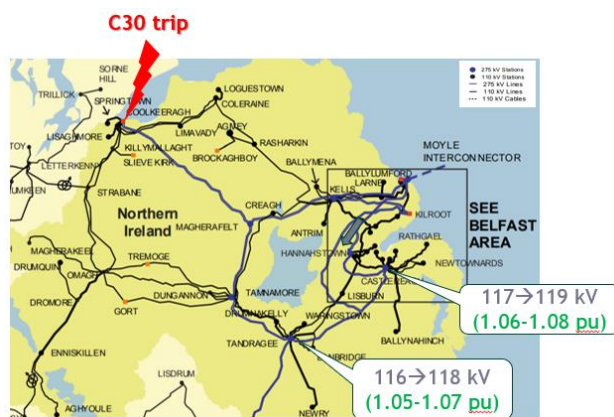 C30 trip
275 kV Stations
110 kV Stations
275 kV Lines
110 kV Lines
110 kV Cables
SORNE
HILL
TRILLICK
SPRINGTOWN
COOLKEERAGH
LOGUESTOWN
COLERAINE
LISAGHMORE
LIMAVADY
AGIVEY
RASHARKIN
KILLYMALLAGHT
SLIEVE KIRK
BROCKAGHBOY
LETTERKENNY
STRABANE
BALLYMENA
BALLYLUMFORD
LARNE
MOYLE
INTERCONNECTOR
KELLS
CREAGH
KILROOT
Northern
Ireland
MAGHERAFELT
ANTRIM
SEE
BELFAST
AREA
RATHGAEL
HANNAHSTOWN
NEWTOWNARDS
MAGHERAKEEL
DRUMQUIN
OMAGH
TREMOGE
DUNGANNON
TAMNAMORE
GORT
DRUMNAKELLY
LISBURN
WARINGSTOWN
DROMORE
TANDRAGEE
BALLYNAHINCH
ENNISKILLEN
LISDRUM
AGHYOULE
NEWRY
117→119 kV
(1.06-1.08 pu)
116→118 kV
(1.05-1.07 pu)